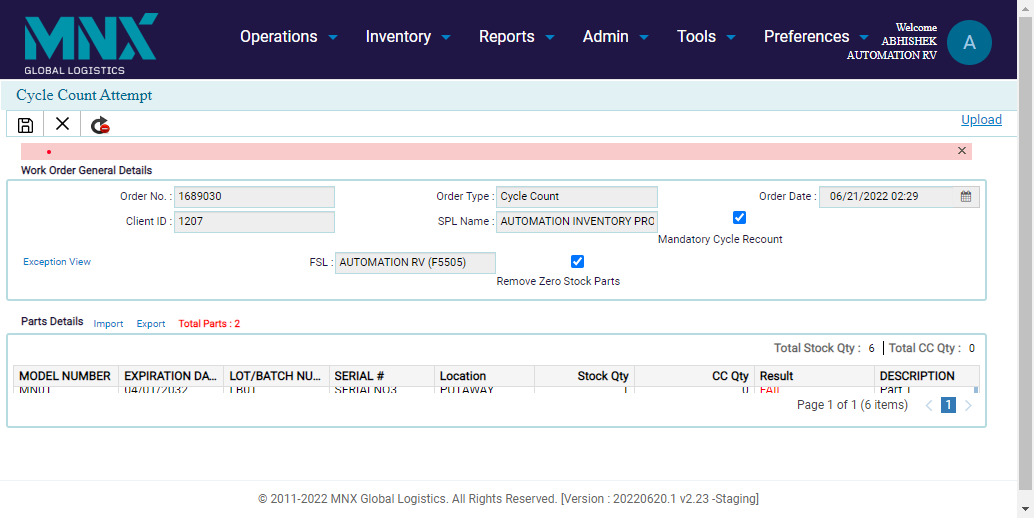 MNX
GLOBAL LOGISTICS
Operations Inventory Reports Admin Tools Preferences
Welcome
ABHISHEK
AUTOMATION RV
A
Cycle Count Attempt
Upload
Work Order General Details
Order No. : 1689030 Order Type : Cycle Count Order Date : 06/21/2022 02:29
Client ID : 1207 SPL Name : AUTOMATION INVENTORY PRO
Mandatory Cycle Recount
Exception View FSL : AUTOMATION RV (F5505)
Remove Zero Stock Parts
Parts Details Import Export Total Parts : 2
Total Stock Qty : 6 Total CC Qty : 0
MODEL NUMBER EXPIRATION DA... LOT/BATCH NU... SERIAL # Location Stock Qty CC Qty Result DESCRIPTION
MN01 04/01/2032 LB01 SERIALNO3 PUTAWAY 1 0 FAIL Part 1
Page 1 of 1 (6 items) 1
© 2011-2022 MNX Global Logistics. All Rights Reserved. [Version : 20220620.1 v2.23 -Staging]